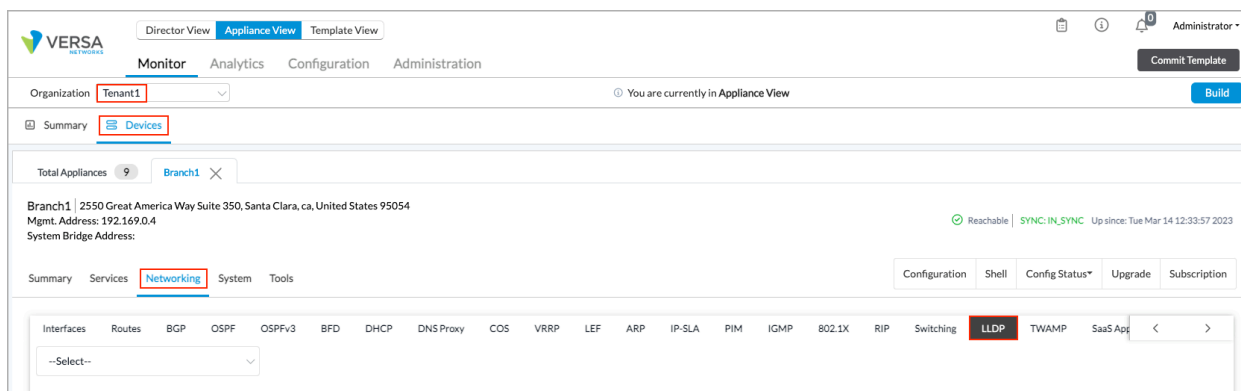 VERSA
NETWORKS
Director View Appliance View Template View
0
Administrator
Monitor Analytics Configuration Administration
Commit Template
Organization Tenant1
You are currently in Appliance View
Build
Summary Devices
Total Appliances 9 Branch1
Branch1 2550 Great America Way Suite 350, Santa Clara, ca, United States 95054
Mgmt. Address: 192.169.0.4
Reachable SYNC: IN_SYNC Up since: Tue Mar 14 12:33:57 2023
System Bridge Address:
Summary Services Networking System Tools
Configuration Shell Config Status Upgrade Subscription
Interfaces Routes BGP OSPF OSPFv3 BFD DHCP DNS Proxy COS VRRP LEF ARP IP-SLA PIM IGMP 802.1X RIP Switching LLDP TWAMP SaaS App
--Select--